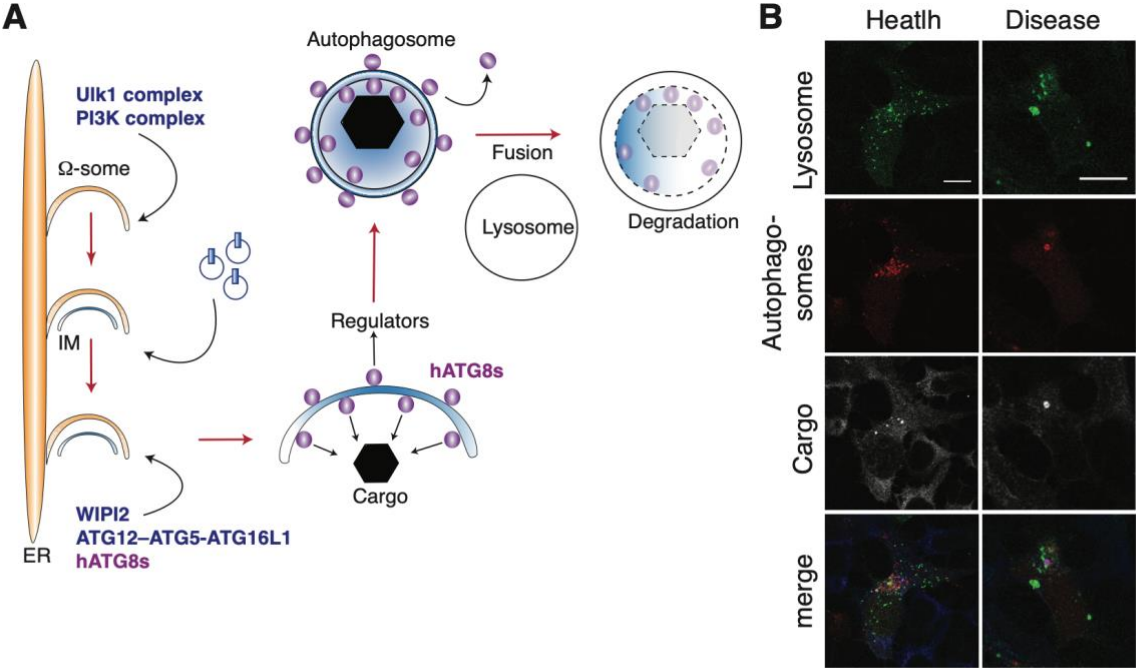 A
Autophagosome
Ulk1 complex
PI3K complex
Ω-some
Fusion
Lysosome
Degradation
IM
Regulators
hATG8s
Cargo
WIPI2
ATG12–ATG5-ATG16L1
hATG8s
ER
B
Heatlh
Disease
Lysosome
Autophago-
somes
Cargo
merge